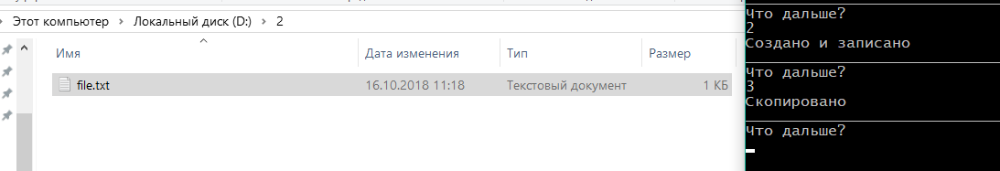 Этот компьютер > Локальный диск (D:) > 2
Имя Дата изменения Тип Размер
file.txt 16.10.2018 11:18 Текстовый документ 1 КБ
Что дальше?
2
Создано и записано
Что дальше?
3
Скопировано
Что дальше?